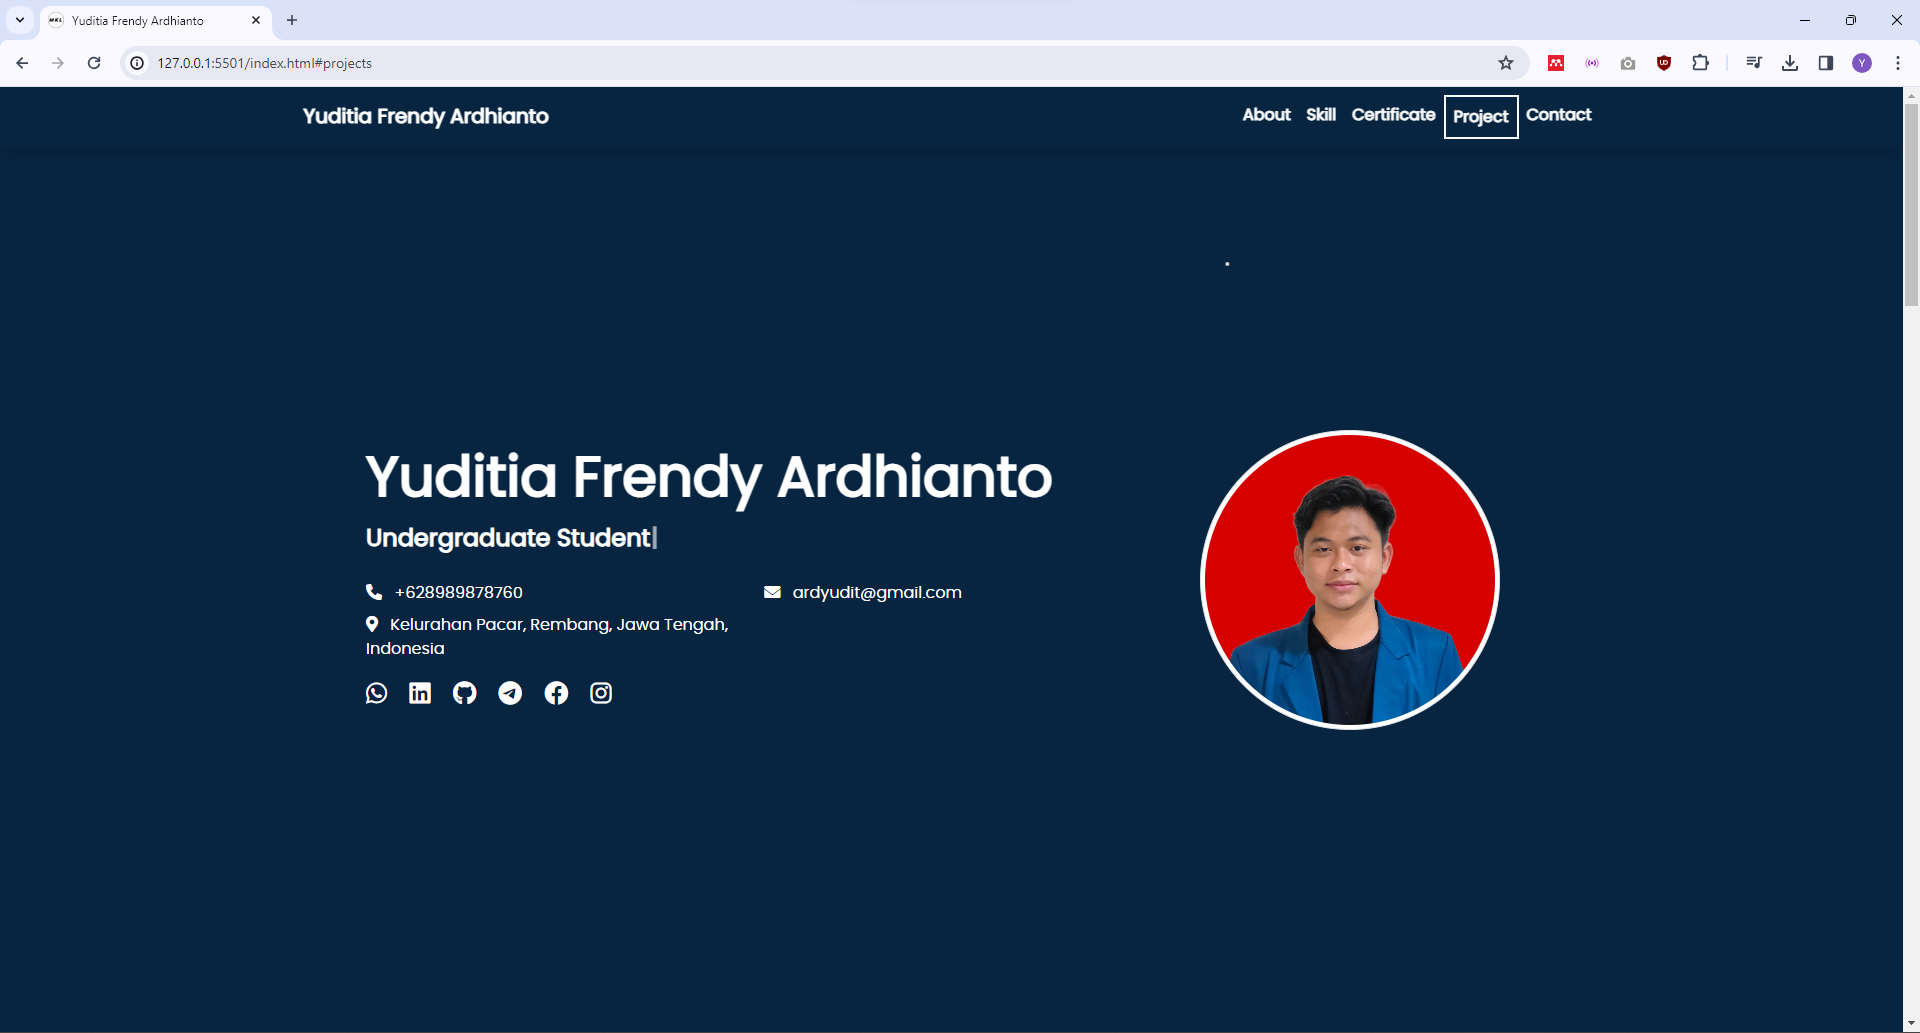 Yuditia Frendy Ardhianto
127.0.0.1:5501/index.html#projects
Y
Yuditia Frendy Ardhianto
About Skill Certificate Project Contact
Yuditia Frendy Ardhianto
Undergraduate Student
+628989878760
ardyudit@gmail.com
Kelurahan Pacar, Rembang, Jawa Tengah,
Indonesia